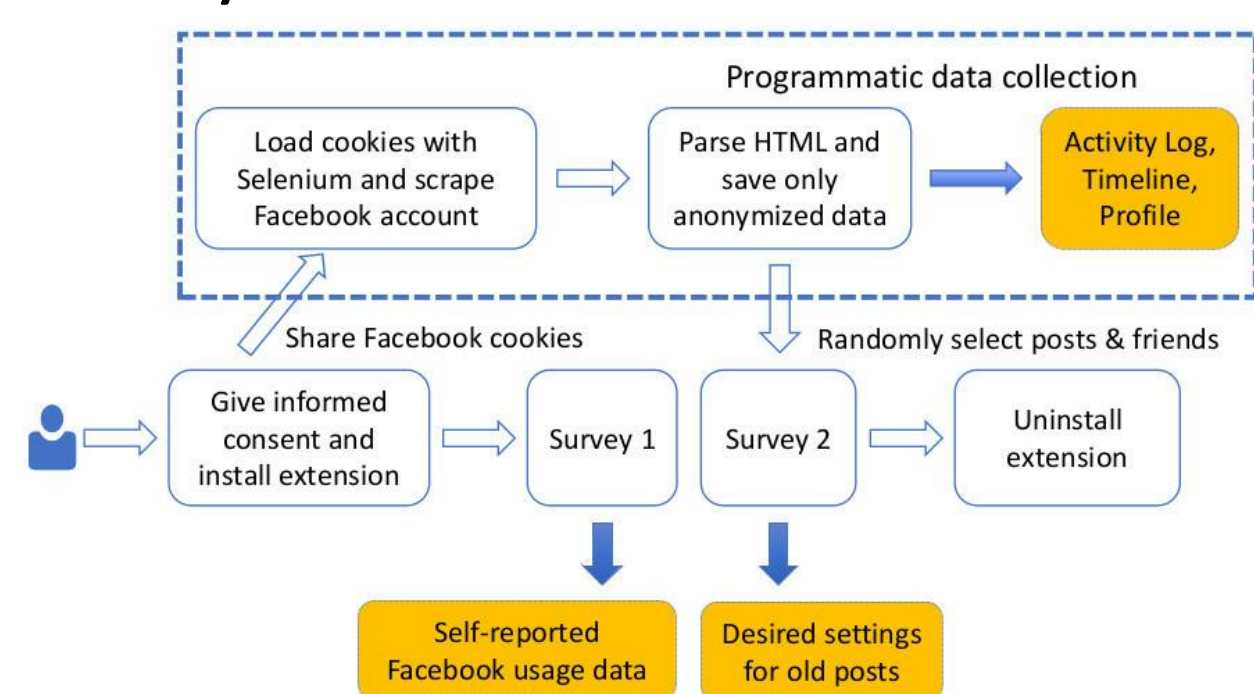 Programmatic data collection
Load cookies with
Selenium and scrape
Facebook account
Parse HTML and
save only
anonymized data
Activity Log,
Timeline,
Profile
Share Facebook cookies
Randomly select posts & friends
Give informed
consent and
install extension
Survey 1
Survey 2
Uninstall
extension
Self-reported
Facebook usage data
Desired settings
for old posts